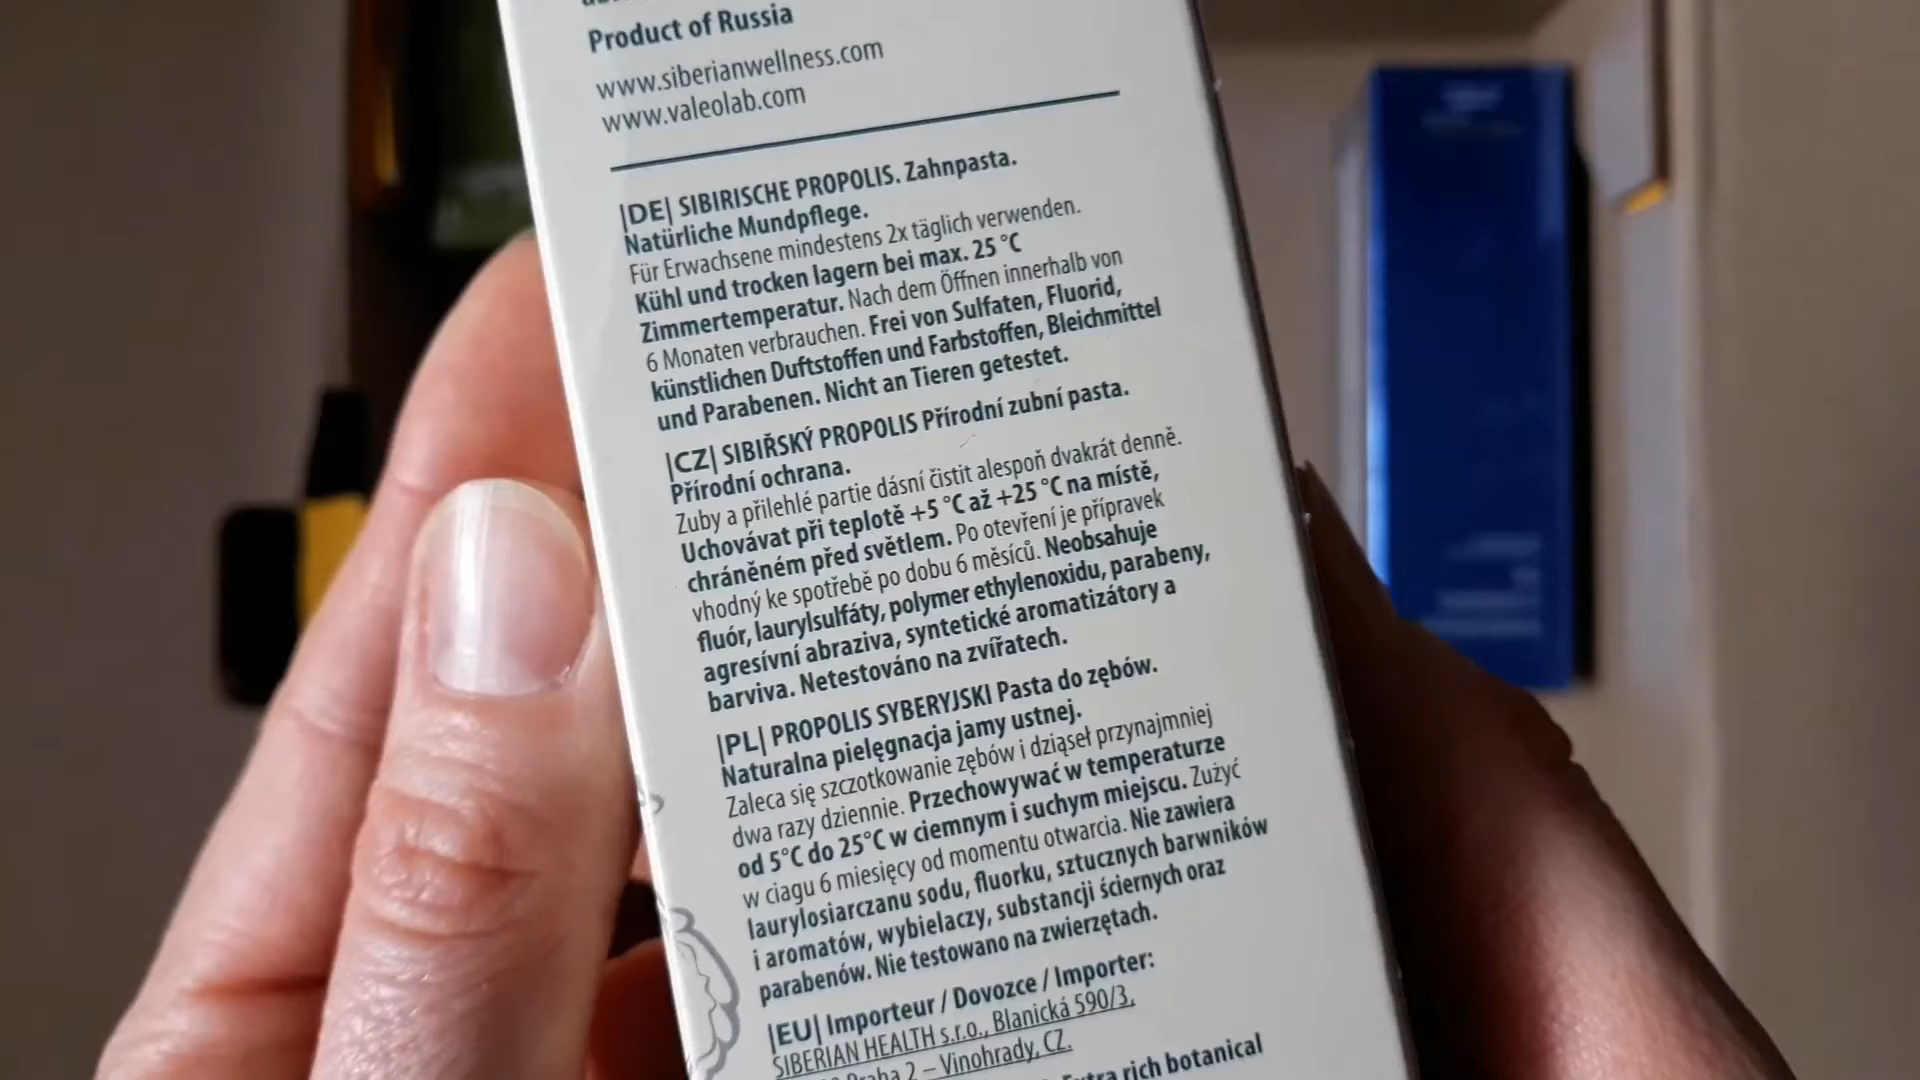 Product of Russia
www.siberianwellness.com
www.valeolab.com
|DE| SIBIRISCHE PROPOLIS. Zahnpasta.
Natürliche Mundpflege.
Für Erwachsene mindestens 2x täglich verwenden.
Kühl und trocken lagern bei max. 25 °C
Zimmertemperatur. Nach dem Öffnen innerhalb von
6 Monaten verbrauchen. Frei von Sulfaten, Fluorid,
künstlichen Duftstoffen und Farbstoffen, Bleichmittel
und Parabenen. Nicht an Tieren getestet.
|CZ| SIBIŘSKÝ PROPOLIS Přírodní zubní pasta.
Přírodní ochrana.
Zuby a přilehlé partie dásní čistit alespoň dvakrát denně.
Uchovávat při teplotě +5 °C až +25 °C na místě,
chráněném před světlem. Po otevření je přípravek
vhodný ke spotřebě po dobu 6 měsíců. Neobsahuje
fluór, laurylsulfáty, polymer ethylenoxidu, parabeny,
agresívní abraziva, syntetické aromatizátory a
barviva. Netestováno na zvířatech.
|PL| PROPOLIS SYBERYJSKI Pasta do zębów.
Naturalna pielęgnacja jamy ustnej.
Zaleca się szczotkowanie zębów i dziąseł przynajmniej
dwa razy dziennie. Przechowywać w temperaturze
od 5°C do 25°C w ciemnym i suchym miejscu. Zużyć
w ciagu 6 miesięcy od momentu otwarcia. Nie zawiera
laurylosiarczanu sodu, fluorku, sztucznych barwników
i aromatów, wybielaczy, substancji ściernych oraz
parabenów. Nie testowano na zwierzętach.
|EU| Importeur / Dovozce / Importer:
SIBERIAN HEALTH s.r.o., Blanická 590/3,
Praha 2 – Vinohrady, CZ.
Extra rich botanical